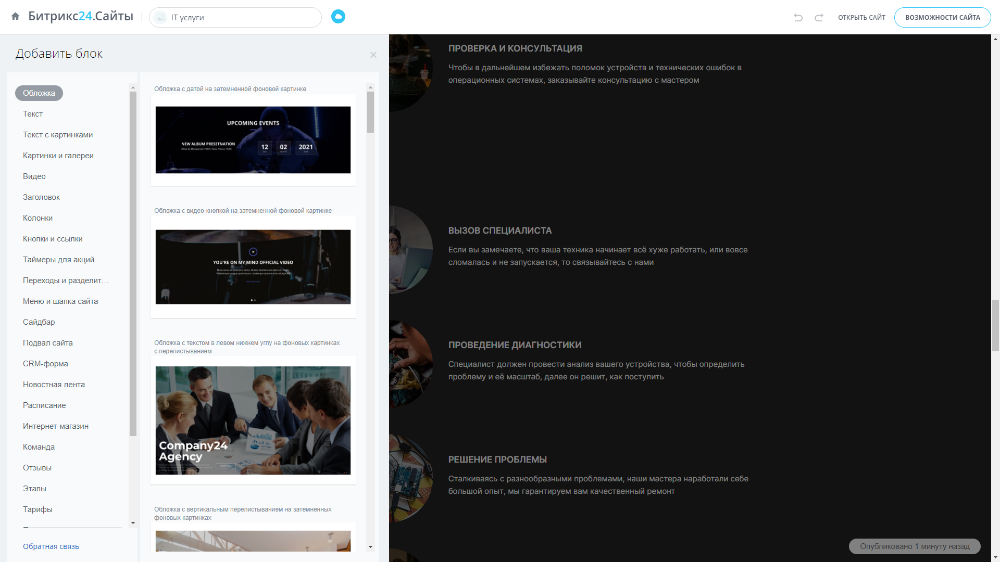 Битрикс24.Сайты
IT услуги
ОТКРЫТЬ САЙТ
ВОЗМОЖНОСТИ САЙТА
Добавить блок
Обложка
Текст
Текст с картинками
Картинки и галереи
Видео
Заголовок
Колонки
Кнопки и ссылки
Таймеры для акций
Переходы и разделит...
Меню и шапка сайта
Сайдбар
Подвал сайта
CRM-форма
Новостная лента
Расписание
Интернет-магазин
Команда
Отзывы
Этапы
Тарифы
Обратная связь
Обложка с датой на затемненной фоновой картинке
UPCOMING EVENTS
NEW ALBUM PRESETNATION
12
02
2021
Обложка с видео-кнопкой на затемненной фоновой картинке
YOU'RE ON MY MIND OFFICIAL VIDEO
Обложка с текстом в левом нижнем углу на фоновых картинках
с перелистыванием
Company24
Agency
Обложка с вертикальным перелистыванием на затемненных
фоновых картинках
ПРОВЕРКА И КОНСУЛЬТАЦИЯ
Чтобы в дальнейшем избежать поломок устройств и технических ошибок в
операционных системах, заказывайте консультацию с мастером
ВЫЗОВ СПЕЦИАЛИСТА
Если вы замечаете, что ваша техника начинает всё хуже работать, или вовсе
сломалась и не запускается, то связывайтесь с нами
ПРОВЕДЕНИЕ ДИАГНОСТИКИ
Специалист должен провести анализ вашего устройства, чтобы определить
проблему и её масштаб, далее он решит, как поступить
РЕШЕНИЕ ПРОБЛЕМЫ
Сталкиваясь с разнообразными проблемами, наши мастера наработали себе
большой опыт, мы гарантируем вам качественный ремонт
Опубликовано 1 минуту назад